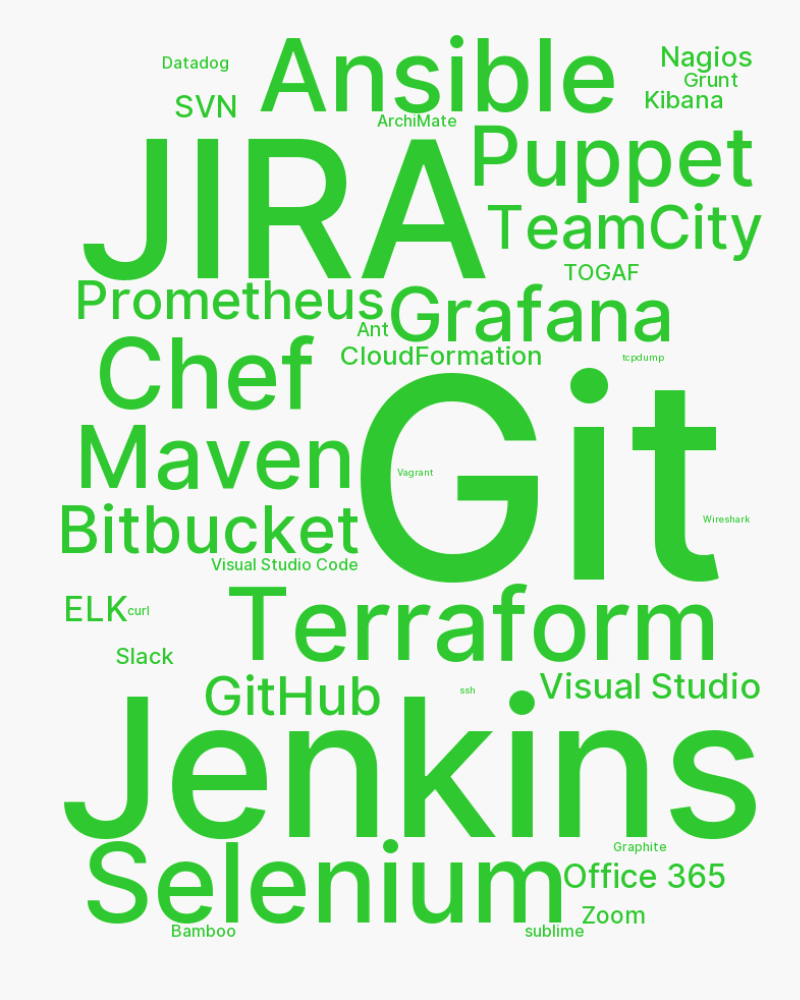 Datadog
Ansible
Nagios
Grunt
SVN
Kibana
ArchiMate
JIRA
Puppet
TeamCity
TOGAF
Prometheus
Grafana
Ant
CloudFormation
tcpdump
Chef
Git
Maven
Vagrant
Bitbucket
Wireshark
Visual Studio Code
ELK
curl
Terraform
Slack
GitHub
ssh
Visual Studio
Jenkins
Selenium
Graphite
Office 365
Zoom
Bamboo
sublime